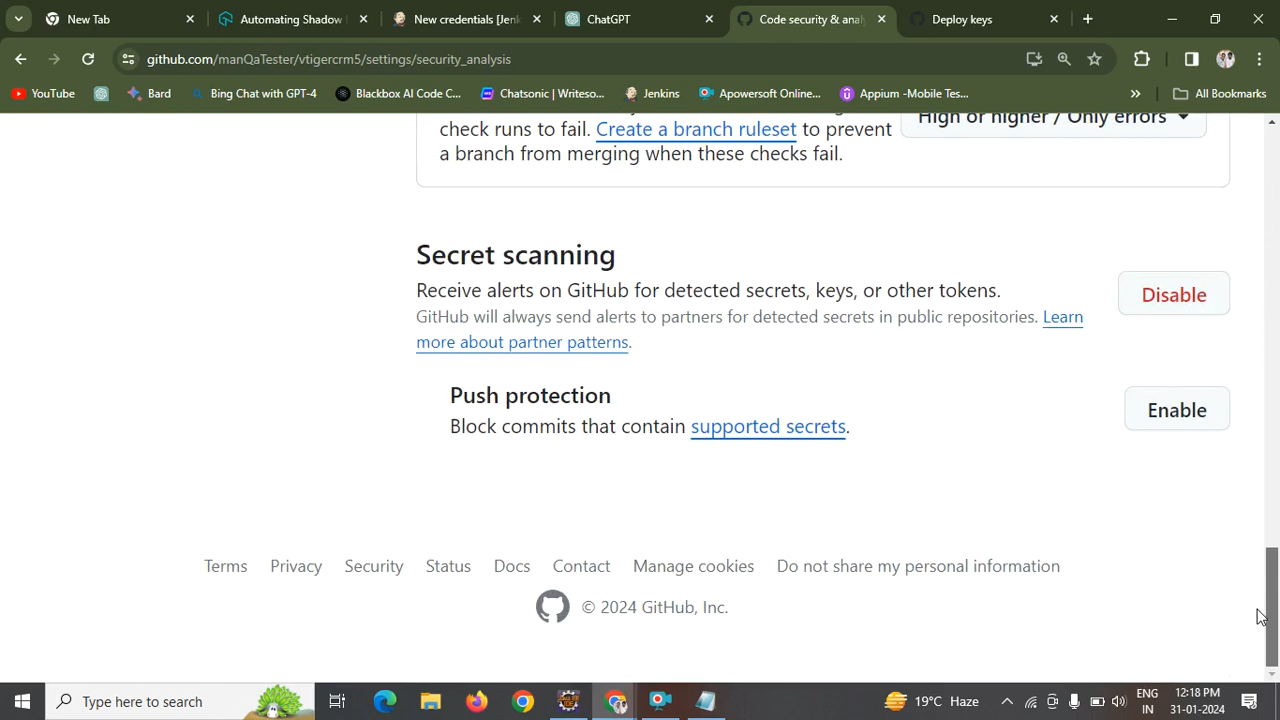 New Tab
Automating Shadow
New credentials [Jenk
ChatGPT
Code security & anal
Deploy keys
github.com/manQaTester/vtigercrm5/settings/security_analysis
YouTube
Bard
Bing Chat with GPT-4
Blackbox AI Code C...
Chatsonic | Writeso...
Jenkins
Apowersoft Online...
Appium -Mobile Tes...
All Bookmarks
check runs to fail. Create a branch ruleset to prevent
a branch from merging when these checks fail.
High or higher / Only errors
Secret scanning
Receive alerts on GitHub for detected secrets, keys, or other tokens.
GitHub will always send alerts to partners for detected secrets in public repositories. Learn
more about partner patterns.
Disable
Push protection
Block commits that contain supported secrets.
Enable
Terms Privacy Security Status Docs Contact Manage cookies Do not share my personal information
© 2024 GitHub, Inc.
Type here to search
19°C Haze
ENG
IN
12:18 PM
31-01-2024